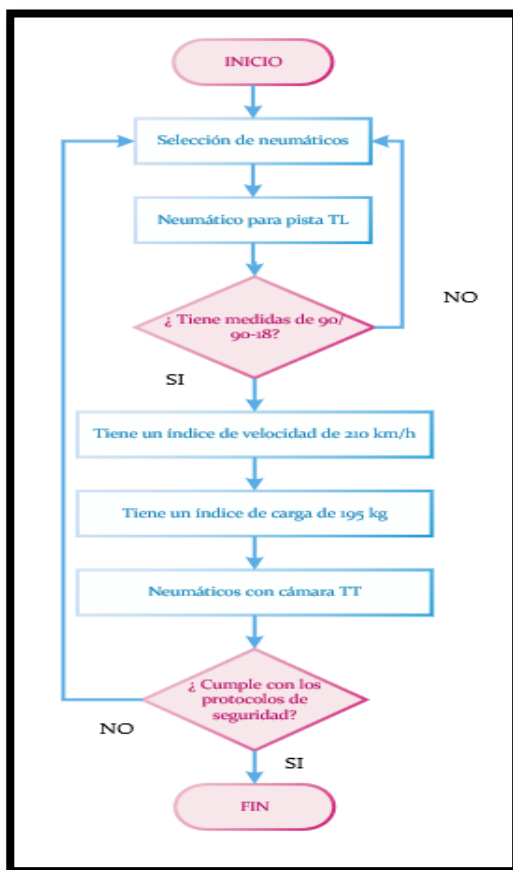 INICIO
Selección de neumáticos
Neumático para pista TL
¿ Tiene medidas de 90/
90-18?
NO
SI
Tiene un índice de velocidad de 210 km/h
Tiene un índice de carga de 195 kg
Neumáticos con cámara TT
¿ Cumple con los
protocolos de
seguridad?
NO
SI
FIN